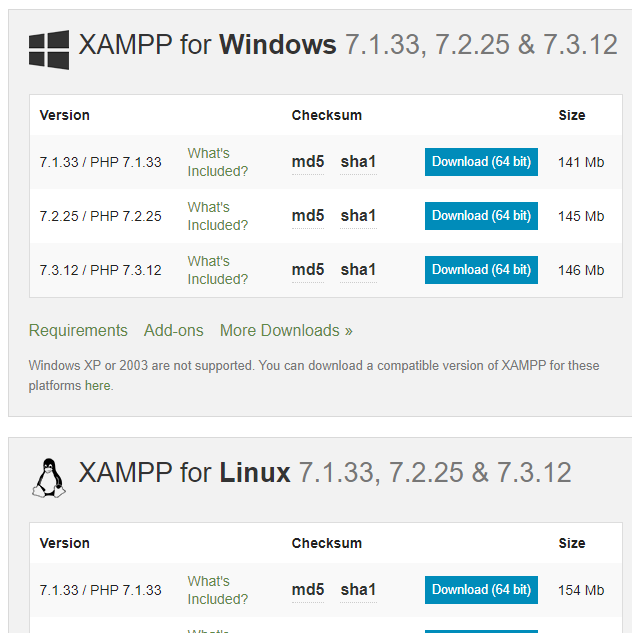 XAMPP for Windows 7.1.33, 7.2.25 & 7.3.12
Version Checksum Size
7.1.33 / PHP 7.1.33 What's Included? md5 sha1 Download (64 bit) 141 Mb
7.2.25 / PHP 7.2.25 What's Included? md5 sha1 Download (64 bit) 145 Mb
7.3.12 / PHP 7.3.12 What's Included? md5 sha1 Download (64 bit) 146 Mb
Requirements Add-ons More Downloads »
Windows XP or 2003 are not supported. You can download a compatible version of XAMPP for these
platforms here.
XAMPP for Linux 7.1.33, 7.2.25 & 7.3.12
Version Checksum Size
7.1.33 / PHP 7.1.33 What's Included? md5 sha1 Download (64 bit) 154 Mb
What's